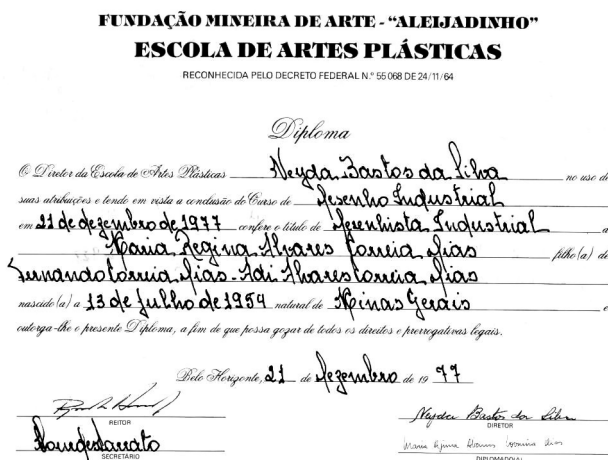 FUNDAÇÃO MINEIRA DE ARTE - "ALEIJADINHO"
ESCOLA DE ARTES PLÁSTICAS
RECONHECIDA PELO DECRETO FEDERAL N.º 55 068 DE 24/11/64
Diploma
O Diretor da Escola de Artes Plásticas Neyda Bastos da Silva no uso de
suas atribuições e tendo em vista a conclusão do Curso de Desenho Industrial
em 21 de dezembro de 1977 confere o título de Desenhista Industrial a
Maria Regina Alvares Correia Dias filho (a) de
Fernando Correia Dias - Adi Alvares Correia Dias
nascido (a) a 13 de Julho de 1954 natural de Minas Gerais e
outorga-lhe o presente Diploma, a fim de que possa gozar de todos os direitos e prerrogativas legais.
Belo Horizonte, 21 de dezembro de 19 77
REITOR
Neyda Bastos da Silva
DIRETOR
SECRETÁRIO
Maria Regina Alvares Correia Dias
DIPLOMADO(A)